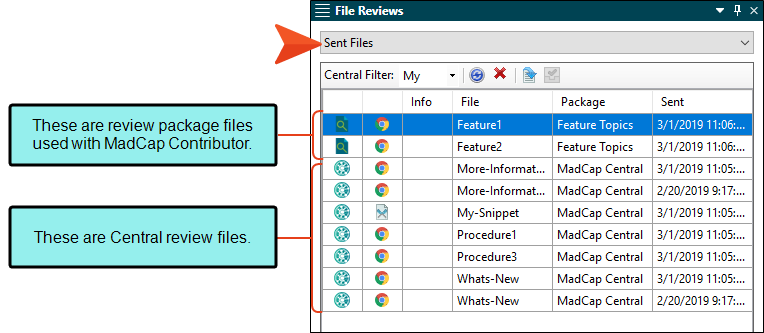 File Reviews
Sent Files
Central Filter: My
Info File Package Sent
These are review package files
used with MadCap Contributor.
Feature1 Feature Topics 3/1/2019 11:06:...
Feature2 Feature Topics 3/1/2019 11:06:...
More-Informat... MadCap Central 3/1/2019 11:05:...
More-Informat... MadCap Central 2/20/2019 9:17:...
My-Snippet MadCap Central 3/1/2019 11:05:...
These are Central review files.
Procedure1 MadCap Central 3/1/2019 11:05:...
Procedure3 MadCap Central 3/1/2019 11:05:...
Whats-New MadCap Central 3/1/2019 11:05:...
Whats-New MadCap Central 2/20/2019 9:17:...